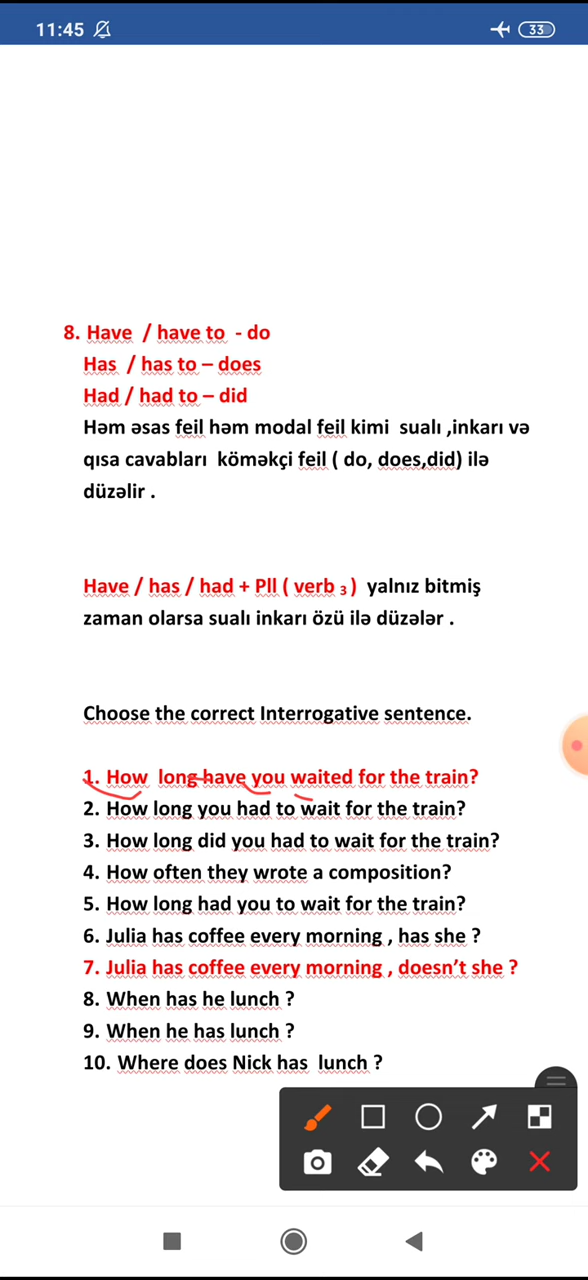 11:45
33
8. Have / have to - do
Has / has to – does
Had / had to – did
Həm əsas feil həm modal feil kimi sualı ,inkarı və
qısa cavabları köməkçi feil ( do, does,did) ilə
düzəlir .
Have / has / had + Pll ( verb 3 ) yalnız bitmiş
zaman olarsa sualı inkarı özü ilə düzələr .
Choose the correct Interrogative sentence.
1. How long have you waited for the train?
2. How long you had to wait for the train?
3. How long did you had to wait for the train?
4. How often they wrote a composition?
5. How long had you to wait for the train?
6. Julia has coffee every morning , has she ?
7. Julia has coffee every morning , doesn’t she ?
8. When has he lunch ?
9. When he has lunch ?
10. Where does Nick has lunch ?